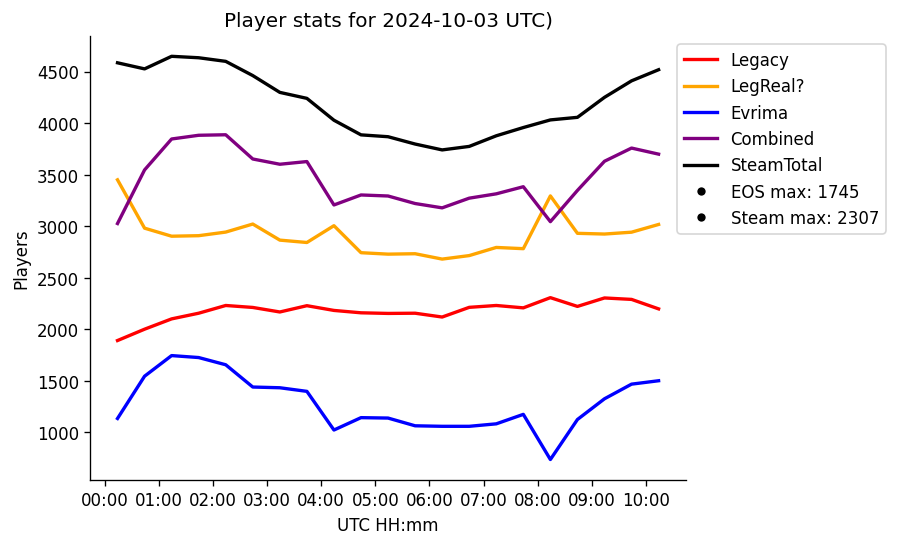 Player stats for 2024-10-03 UTC)
Legacy
LegReal?
Evrima
Combined
SteamTotal
EOS max: 1745
Steam max: 2307
Players
4500
4000
3500
3000
2500
2000
1500
1000
00:00 01:00 02:00 03:00 04:00 05:00 06:00 07:00 08:00 09:00 10:00
UTC HH:mm